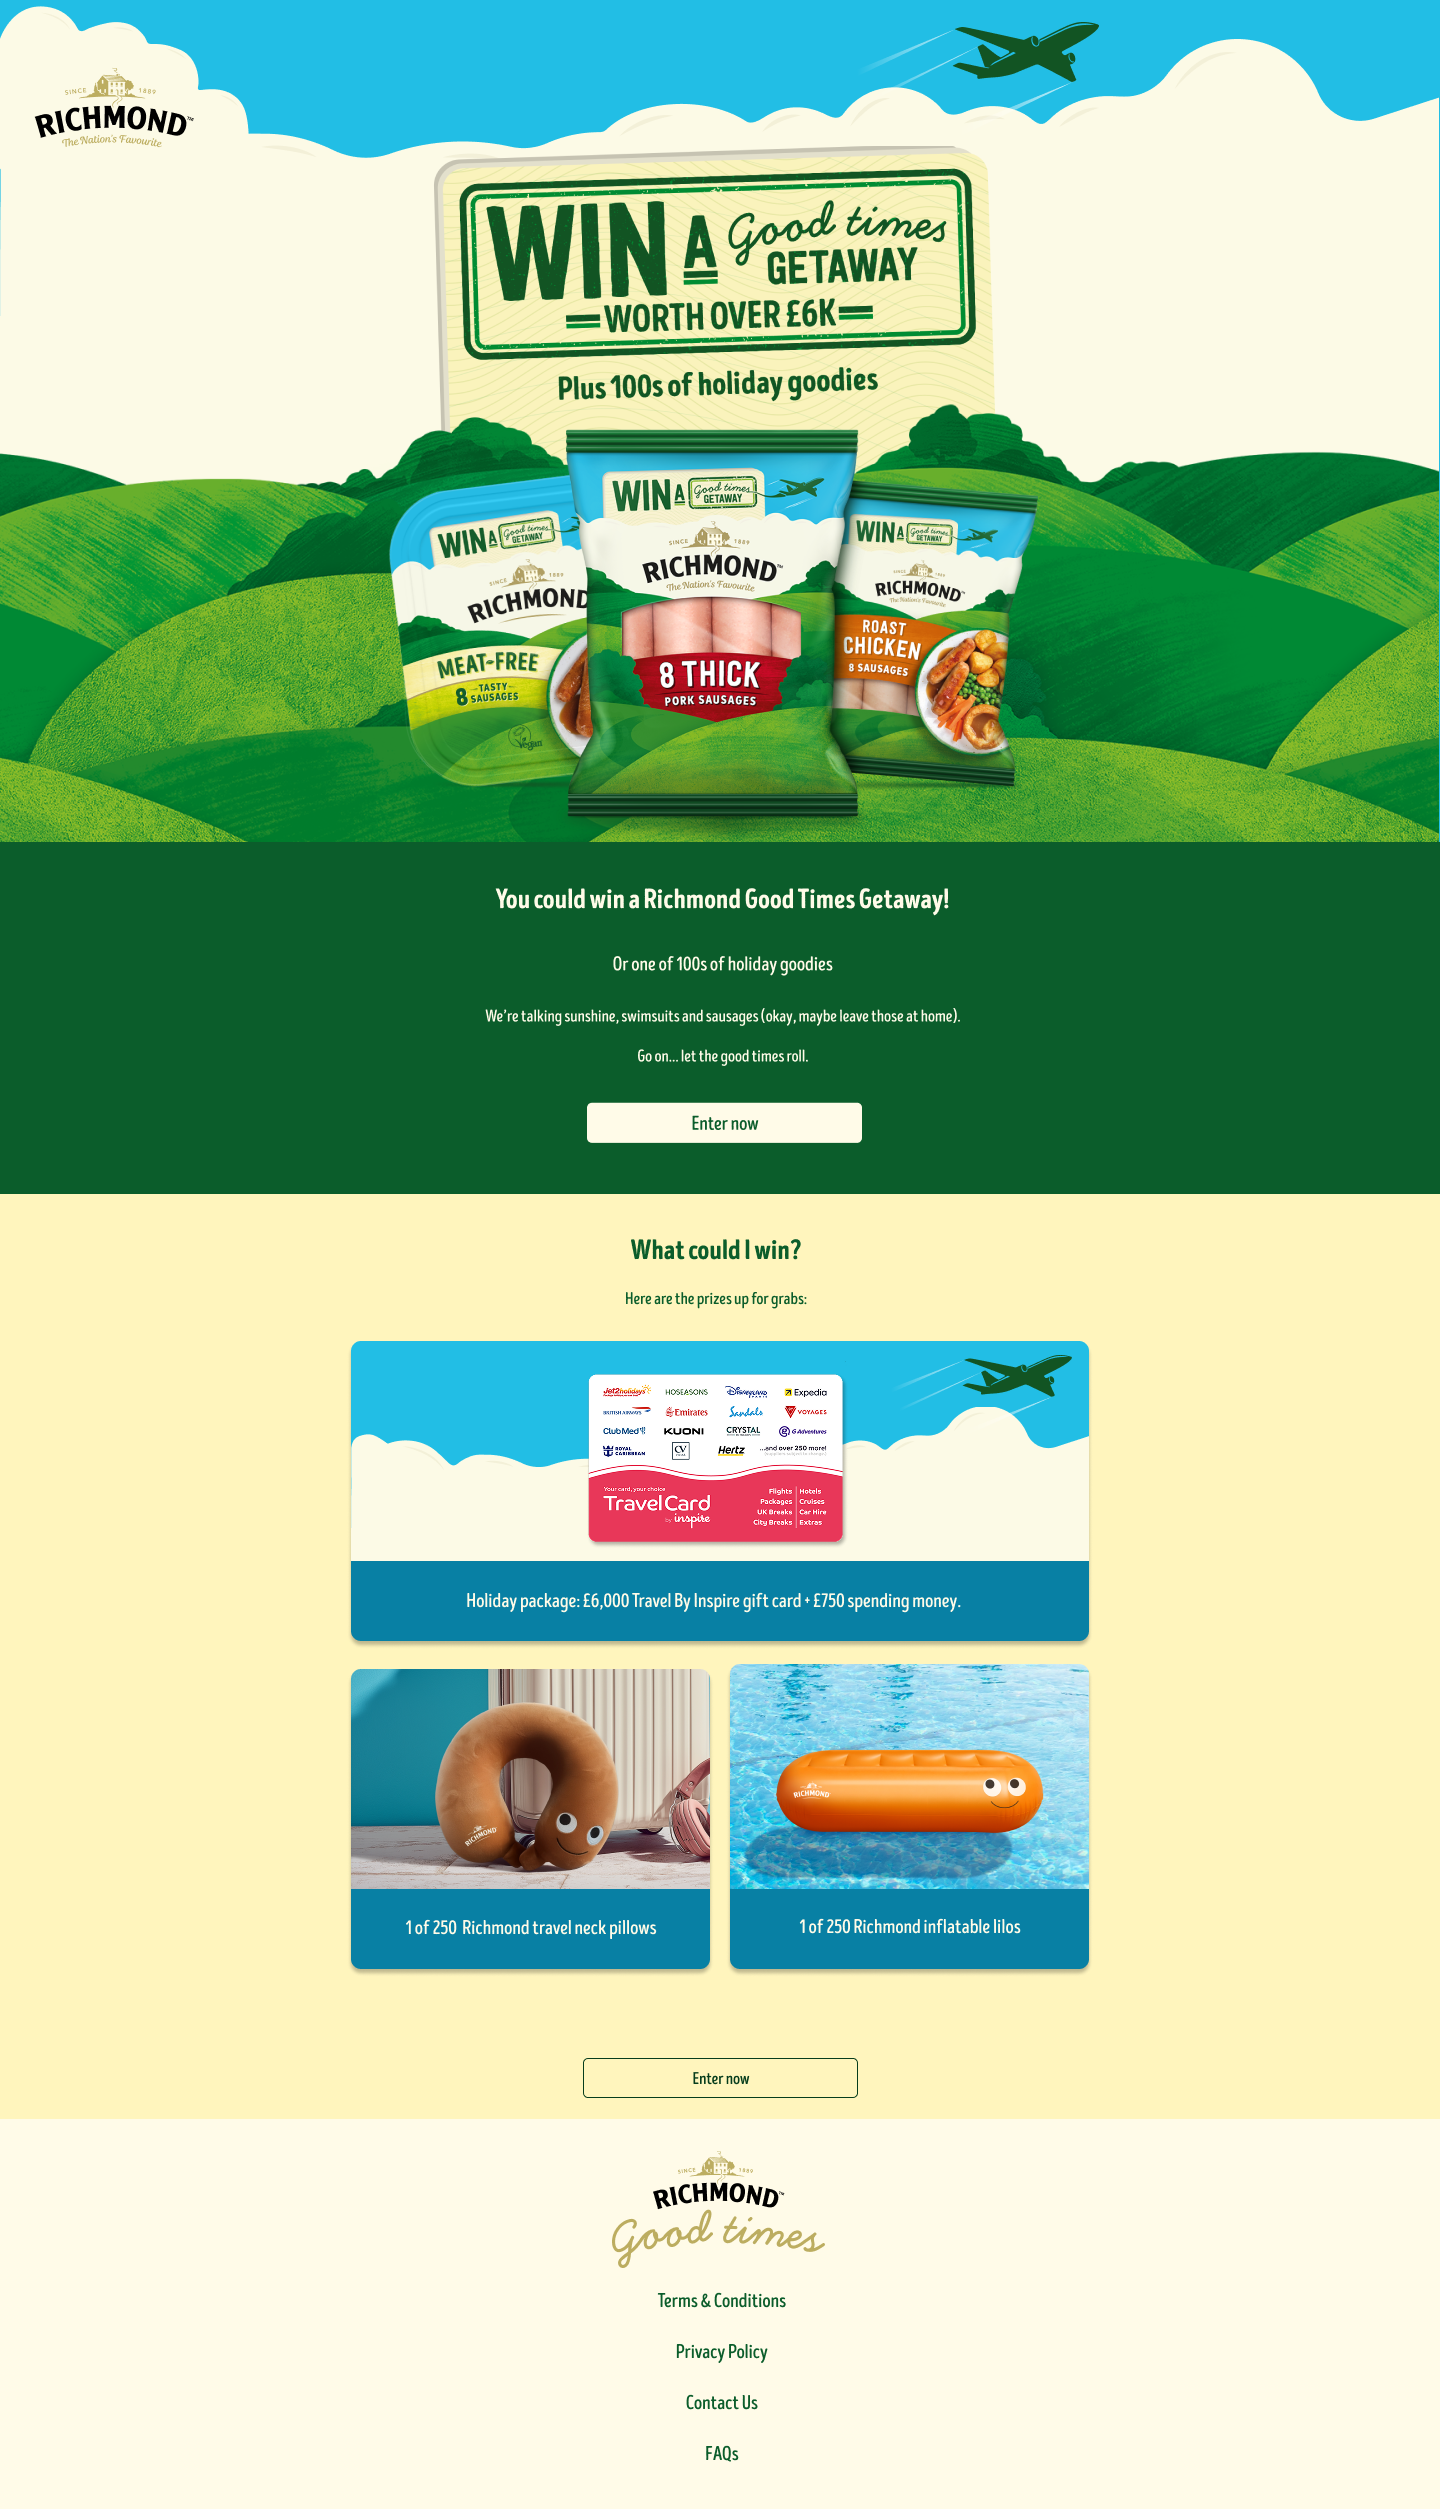 SINCE 1889
RICHMOND™
The Nation's Favourite
WIN A Good times
GETAWAY
WORTH OVER £6K
Plus 100s of holiday goodies
WIN A Good times
GETAWAY
SINCE 1889
RICHMOND
MEAT-FREE
8 TASTY
SAUSAGES
vegan
WIN A Good times
GETAWAY
SINCE 1889
RICHMOND™
The Nation's Favourite
8 THICK
PORK SAUSAGES
WIN A Good times
GETAWAY
SINCE 1889
RICHMOND™
The Nation's Favourite
ROAST
CHICKEN
8 SAUSAGES
You could win a Richmond Good Times Getaway!
Or one of 100s of holiday goodies
We're talking sunshine, swimsuits and sausages (okay, maybe leave those at home).
Go on... let the good times roll.
Enter now
What could I win?
Here are the prizes up for grabs:
Jet2holidays HOSEASONS Disneyland PARIS Expedia
BRITISH AIRWAYS Emirates Sandals VOYAGES
Club Med KUONI CRYSTAL G Adventures
ROYAL CARIBBEAN CV Hertz ...and over 250 more!
Your card, your choice
TravelCard
by inspire
Flights | Hotels
Packages | Cruises
UK Breaks | Car Hire
City Breaks | Extras
Holiday package: £6,000 Travel By Inspire gift card + £750 spending money.
RICHMOND
RICHMOND
1 of 250 Richmond travel neck pillows
1 of 250 Richmond inflatable lilos
Enter now
SINCE 1889
RICHMOND™
Good times
Terms & Conditions
Privacy Policy
Contact Us
FAQs